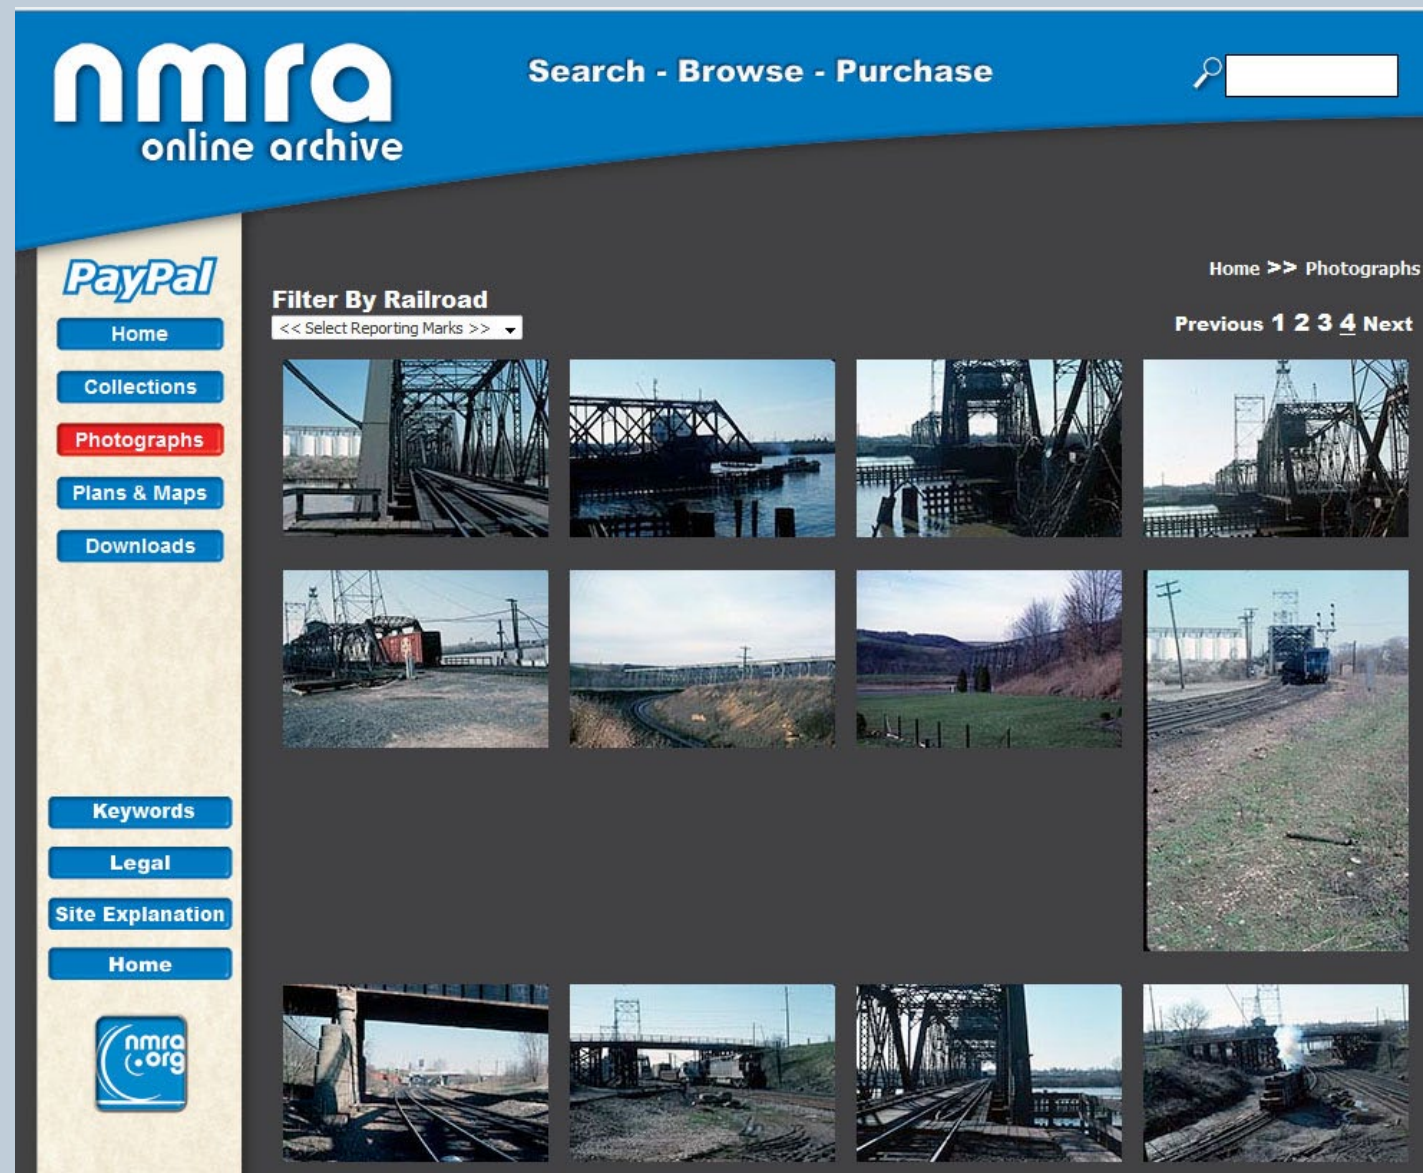 nmra
online archive
Search - Browse - Purchase
Home >> Photographs
PayPal
Filter By Railroad
<< Select Reporting Marks >>
Previous 1 2 3 4 Next
Home
Collections
Photographs
Plans & Maps
Downloads
Keywords
Legal
Site Explanation
Home
nmra
.org